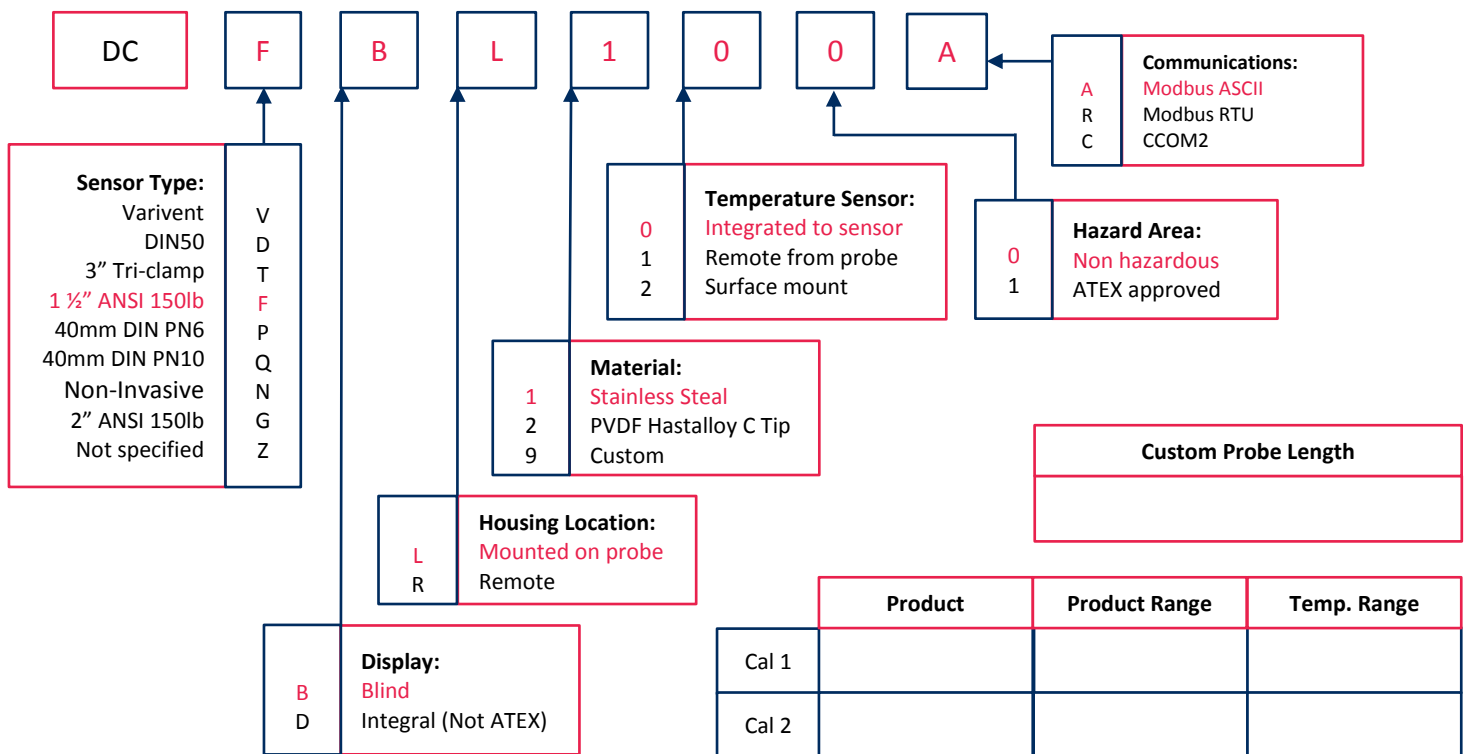 DC F B L 1 0 0 A
Communications:
A Modbus ASCII
R Modbus RTU
C CCOM2
Sensor Type:
Varivent V
DIN50 D
3” Tri-clamp T
1 ½” ANSI 150lb F
40mm DIN PN6 P
40mm DIN PN10 Q
Non-Invasive N
2” ANSI 150lb G
Not specified Z
Temperature Sensor:
0 Integrated to sensor
1 Remote from probe
2 Surface mount
Hazard Area:
0 Non hazardous
1 ATEX approved
Material:
1 Stainless Steal
2 PVDF Hastalloy C Tip
9 Custom
Custom Probe Length
Housing Location:
L Mounted on probe
R Remote
Display:
B Blind
D Integral (Not ATEX)
Product Product Range Temp. Range
Cal 1
Cal 2